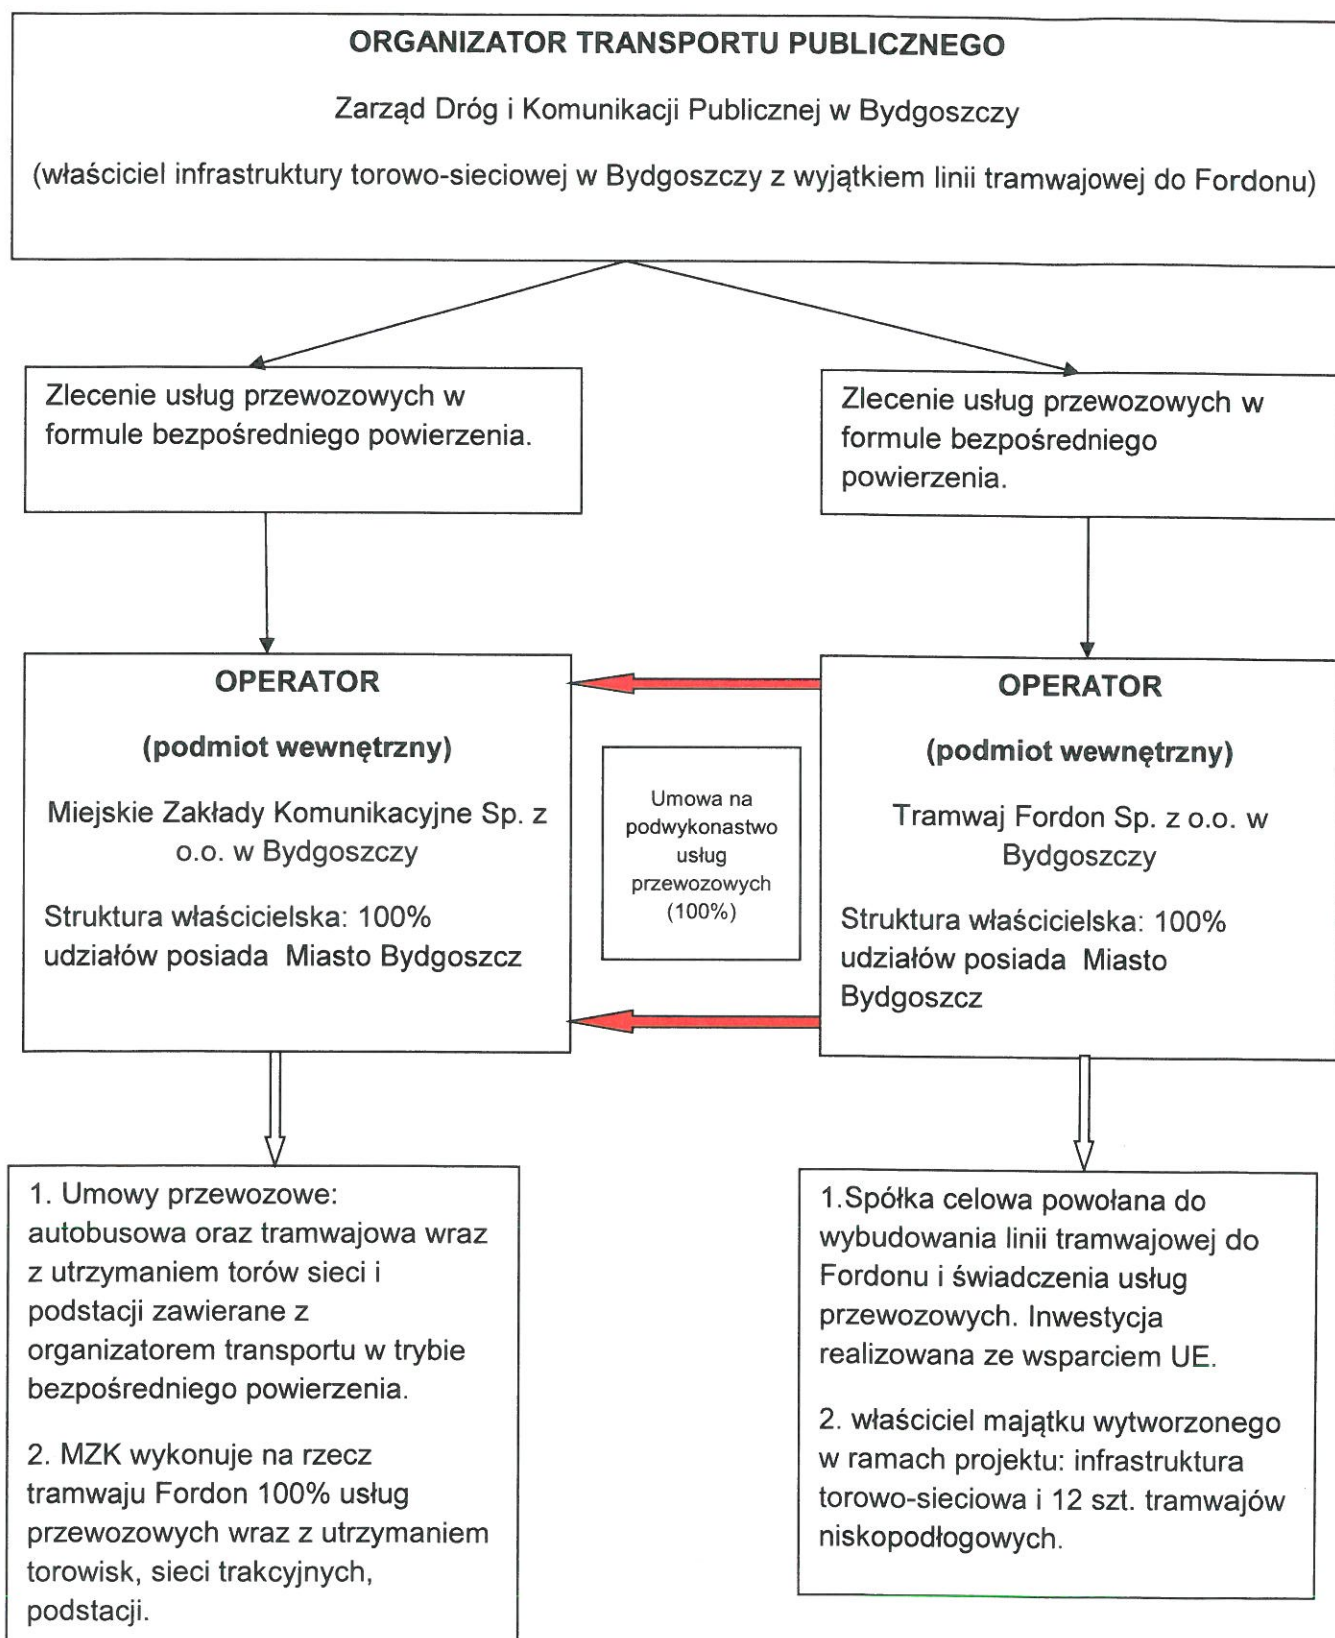 ORGANIZATOR TRANSPORTU PUBLICZNEGO
Zarząd Dróg i Komunikacji Publicznej w Bydgoszczy
(właściciel infrastruktury torowo-sieciowej w Bydgoszczy z wyjątkiem linii tramwajowej do Fordonu)
Zlecenie usług przewozowych w
formule bezpośredniego powierzenia.
Zlecenie usług przewozowych w
formule bezpośredniego
powierzenia.
OPERATOR
(podmiot wewnętrzny)
Miejskie Zakłady Komunikacyjne Sp. z
o.o. w Bydgoszczy
Struktura właścicielska: 100%
udziałów posiada Miasto Bydgoszcz
Umowa na
podwykonastwo
usług
przewozowych
(100%)
OPERATOR
(podmiot wewnętrzny)
Tramwaj Fordon Sp. z o.o. w
Bydgoszczy
Struktura właścicielska: 100%
udziałów posiada Miasto
Bydgoszcz
1. Umowy przewozowe:
autobusowa oraz tramwajowa wraz
z utrzymaniem torów sieci i
podstacji zawierane z
organizatorem transportu w trybie
bezpośredniego powierzenia.
2. MZK wykonuje na rzecz
tramwaju Fordon 100% usług
przewozowych wraz z utrzymaniem
torowisk, sieci trakcyjnych,
podstacji.
1.Spółka celowa powołana do
wybudowania linii tramwajowej do
Fordonu i świadczenia usług
przewozowych. Inwestycja
realizowana ze wsparciem UE.
2. właściciel majątku wytworzonego
w ramach projektu: infrastruktura
torowo-sieciowa i 12 szt. tramwajów
niskopodłogowych.